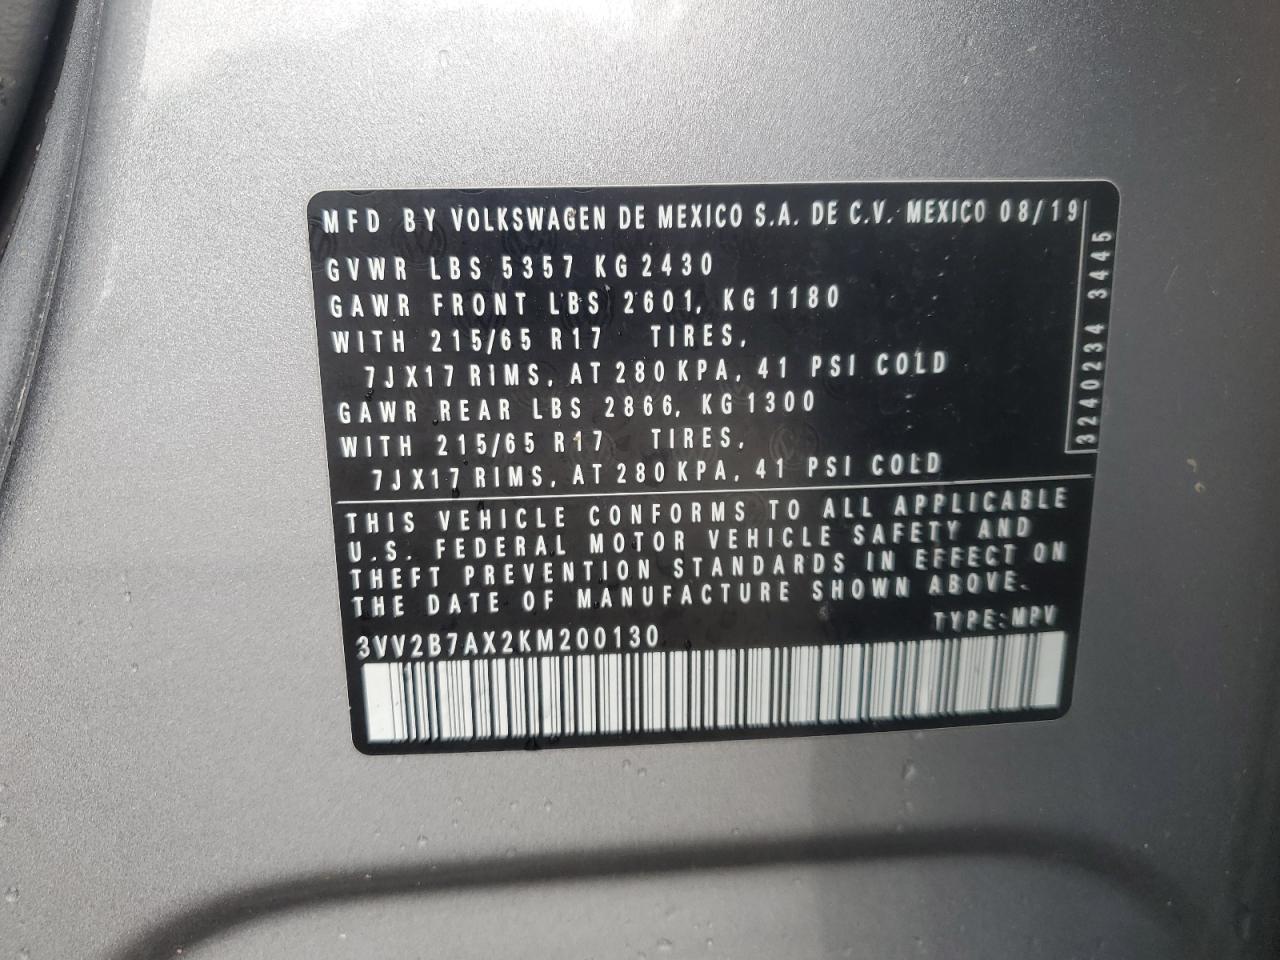 MFD BY VOLKSWAGEN DE MEXICO S.A. DE C.V. MEXICO 08/19
GVWR LBS 5357 KG 2430
GAWR FRONT LBS 2601, KG 1180
WITH 215/65 R17 TIRES,
7JX17 RIMS, AT 280 KPA, 41 PSI COLD
GAWR REAR LBS 2866, KG 1300
WITH 215/65 R17 TIRES,
7JX17 RIMS, AT 280 KPA, 41 PSI COLD
3240234 3445
THIS VEHICLE CONFORMS TO ALL APPLICABLE
U.S. FEDERAL MOTOR VEHICLE SAFETY AND
THEFT PREVENTION STANDARDS IN EFFECT ON
THE DATE OF MANUFACTURE SHOWN ABOVE.
TYPE: MPV
3VV2B7AX2KM200130